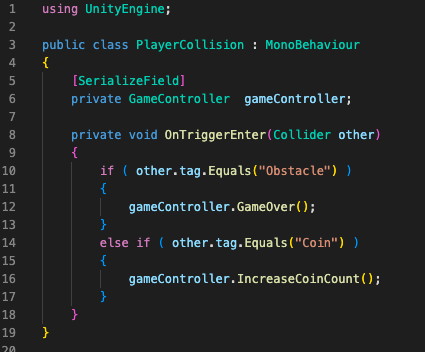 1 using UnityEngine;
2
3 public class PlayerCollision : MonoBehaviour
4 {
5     [SerializeField]
6     private GameController  gameController;
7
8     private void OnTriggerEnter(Collider other)
9     {
10         if ( other.tag.Equals("Obstacle") )
11         {
12             gameController.GameOver();
13         }
14         else if ( other.tag.Equals("Coin") )
15         {
16             gameController.IncreaseCoinCount();
17         }
18     }
19 }
20